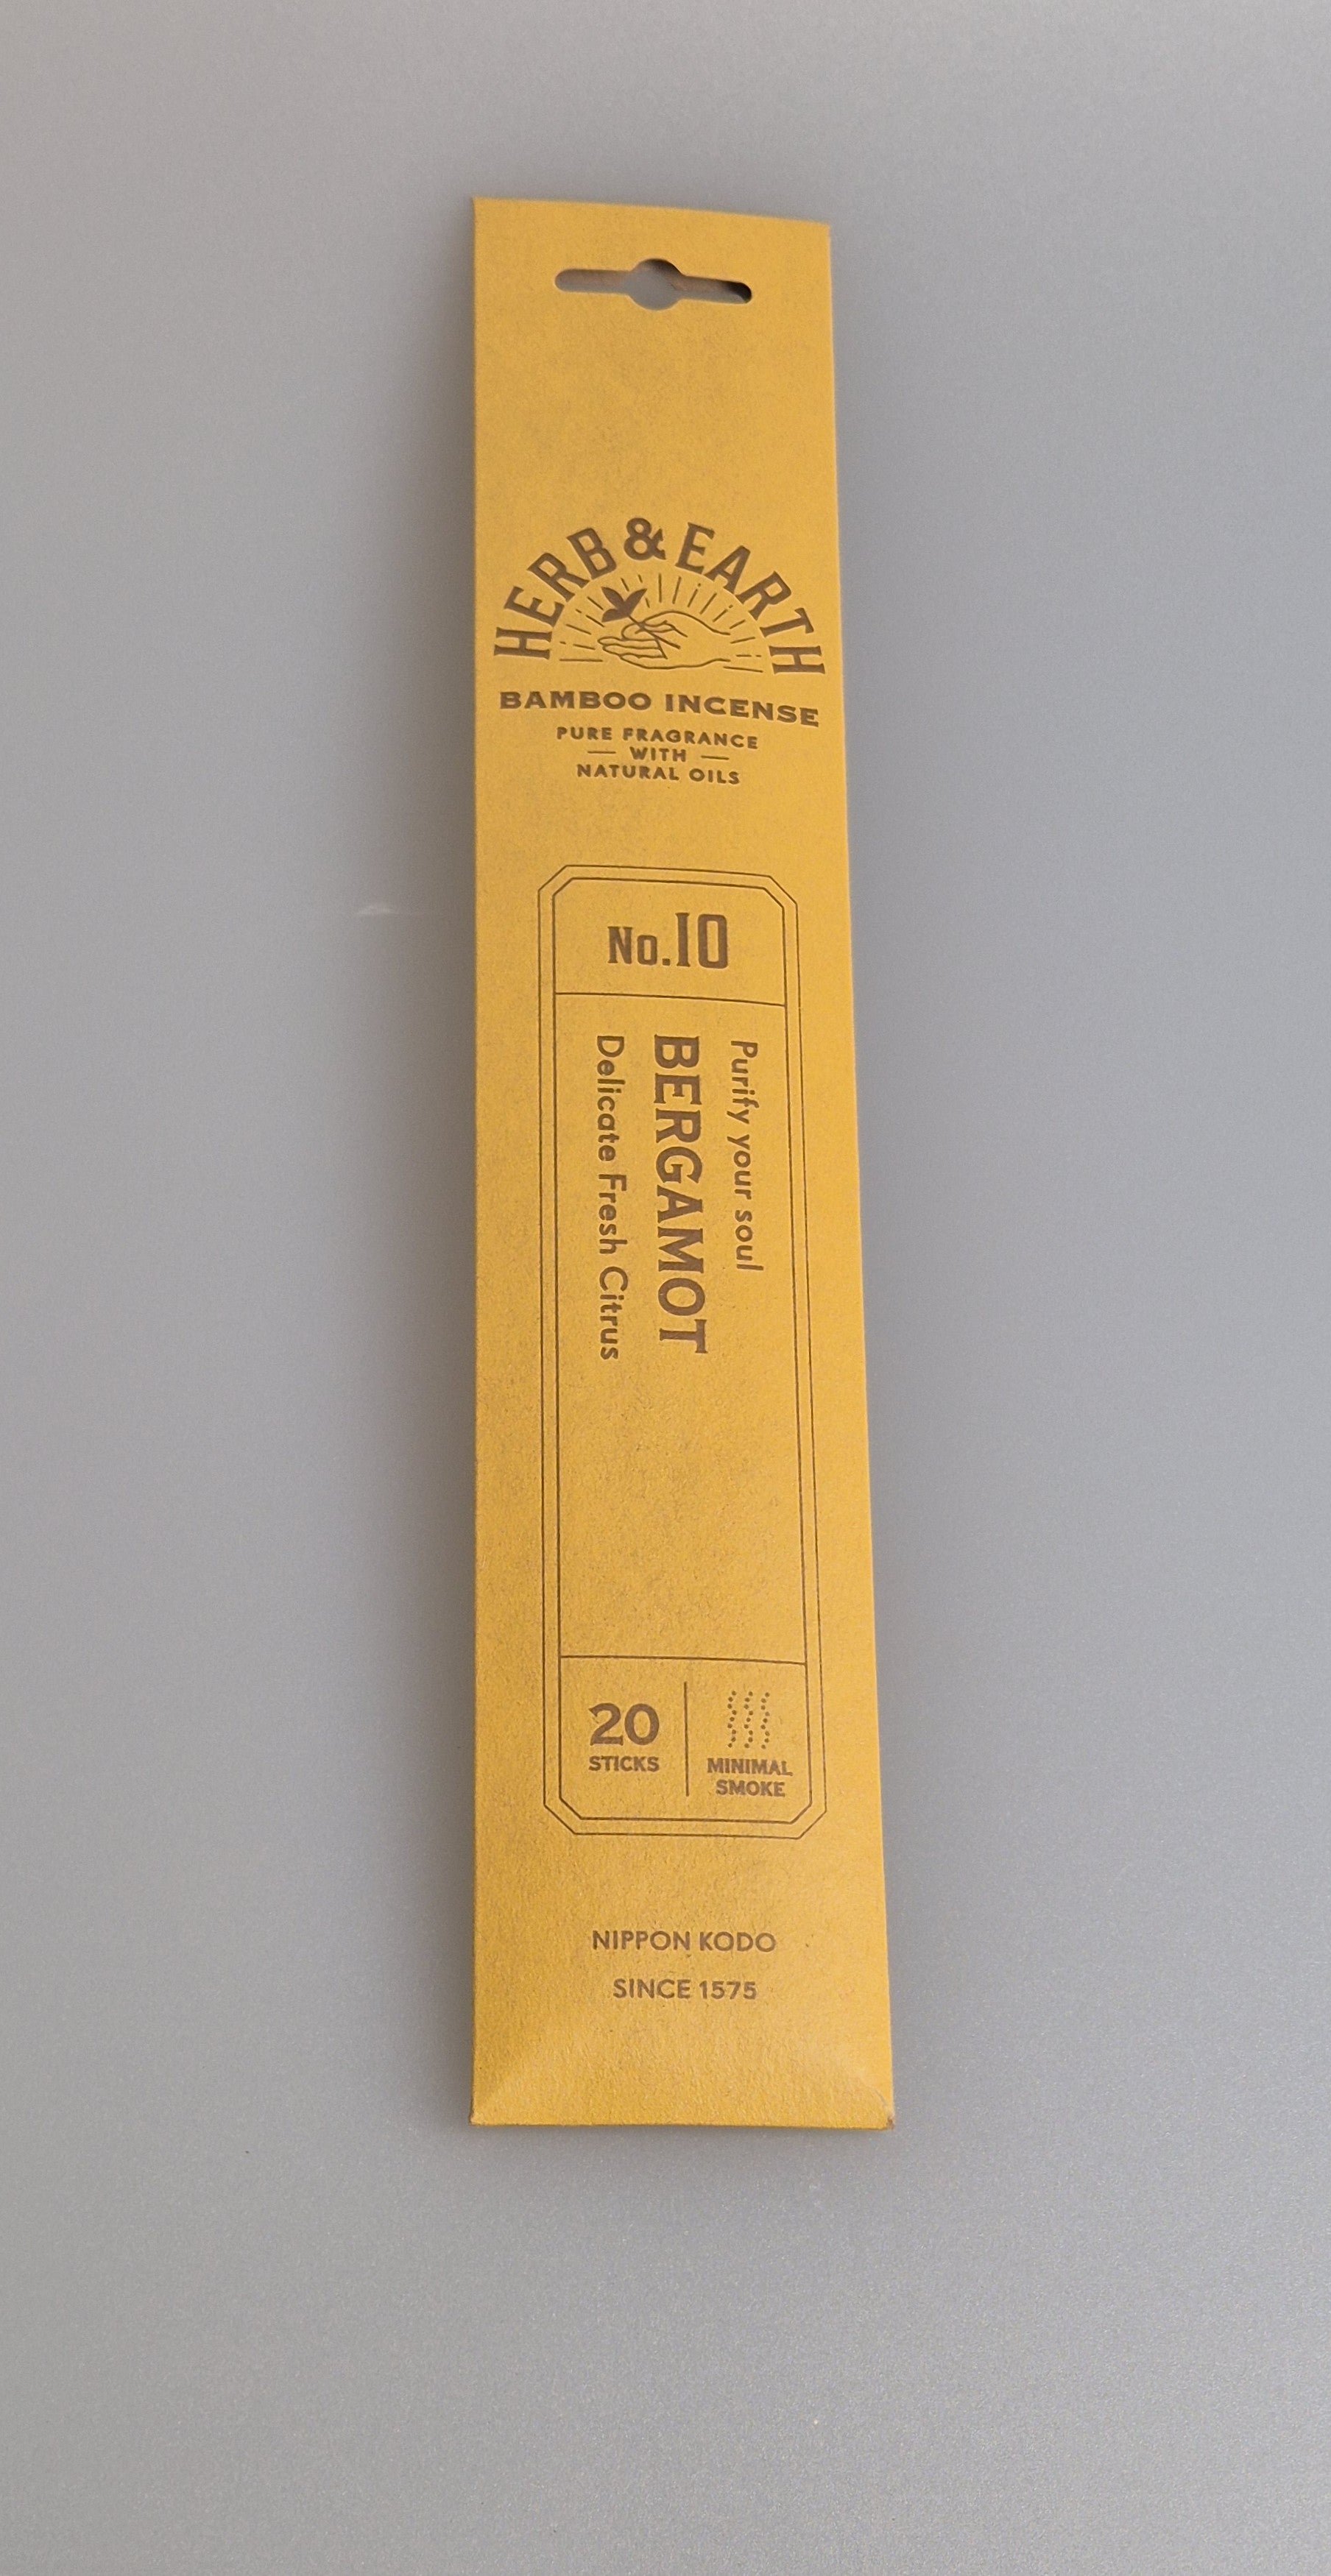 HERB & EARTH
BAMBOO INCENSE
PURE FRAGRANCE
WITH
NATURAL OILS
No.10
Purify your soul
BERGAMOT
Delicate Fresh Citrus
20
STICKS
MINIMAL
SMOKE
NIPPON KODO
SINCE 1575